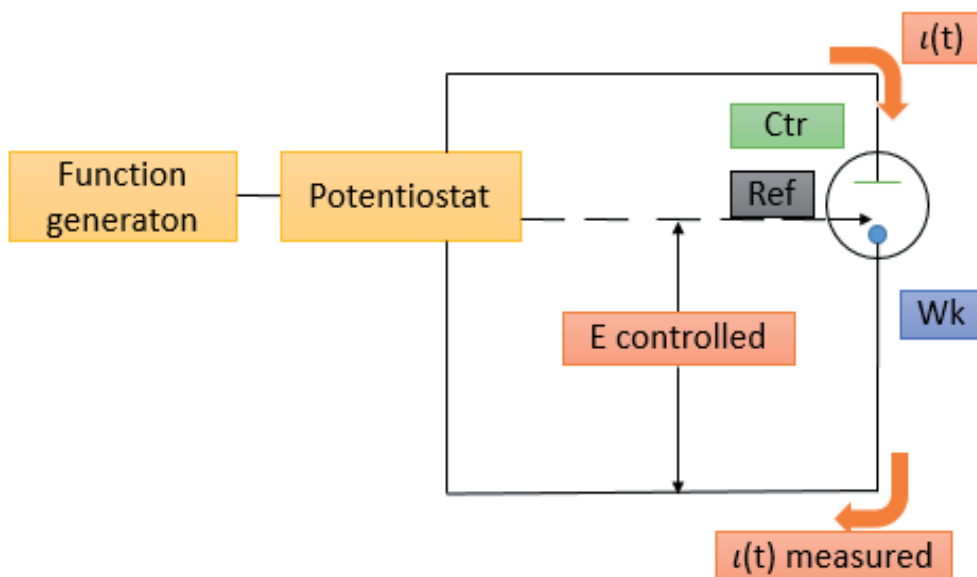 ι(t)
Ctr
Function
generaton
Potentiostat
Ref
Wk
E controlled
ι(t) measured